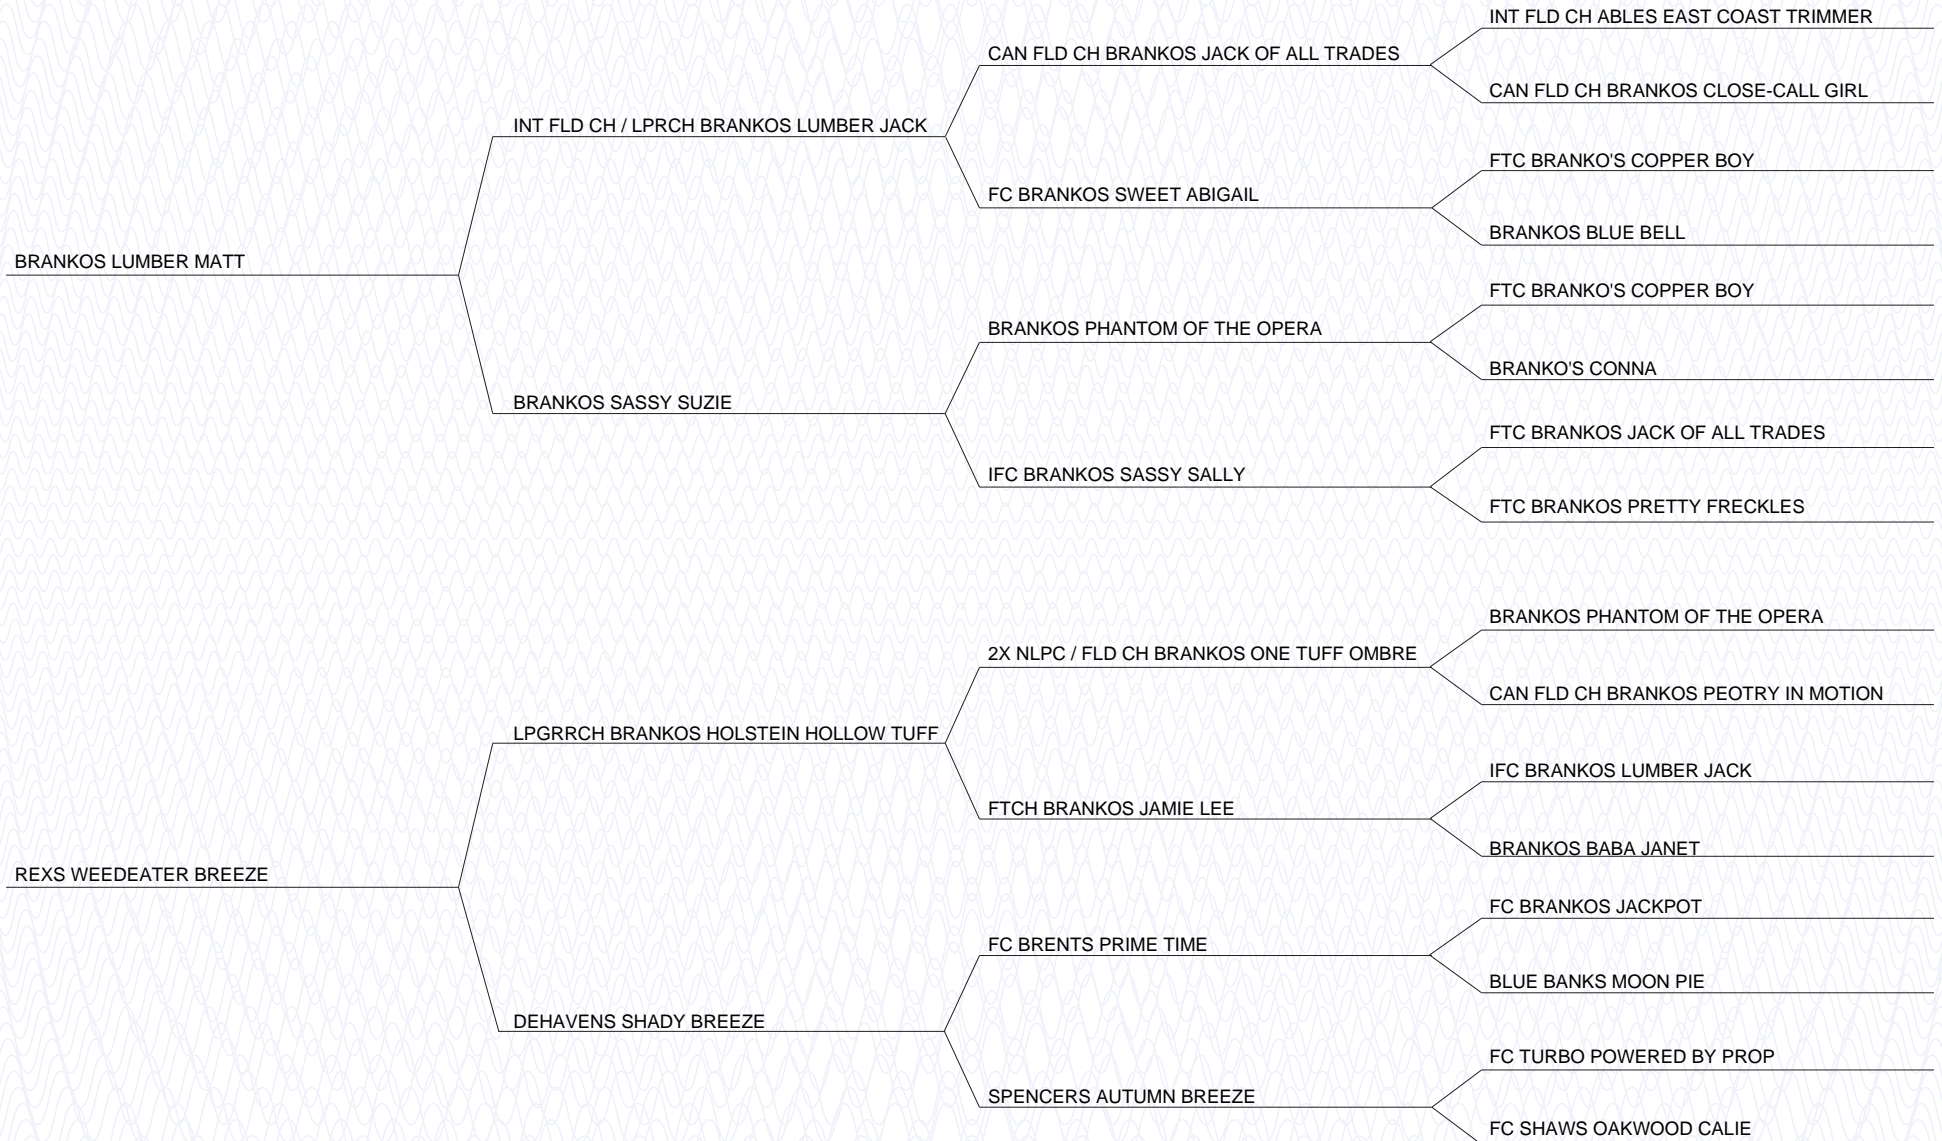 INT FLD CH ABLES EAST COAST TRIMMER
CAN FLD CH BRANKOS JACK OF ALL TRADES
CAN FLD CH BRANKOS CLOSE-CALL GIRL
INT FLD CH / LPRCH BRANKOS LUMBER JACK
FTC BRANKO'S COPPER BOY
FC BRANKOS SWEET ABIGAIL
BRANKOS BLUE BELL
BRANKOS LUMBER MATT
FTC BRANKO'S COPPER BOY
BRANKOS PHANTOM OF THE OPERA
BRANKO'S CONNA
BRANKOS SASSY SUZIE
FTC BRANKOS JACK OF ALL TRADES
IFC BRANKOS SASSY SALLY
FTC BRANKOS PRETTY FRECKLES
BRANKOS PHANTOM OF THE OPERA
2X NLPC / FLD CH BRANKOS ONE TUFF OMBRE
CAN FLD CH BRANKOS PEOTRY IN MOTION
LPGRRCH BRANKOS HOLSTEIN HOLLOW TUFF
IFC BRANKOS LUMBER JACK
FTCH BRANKOS JAMIE LEE
BRANKOS BABA JANET
REXS WEEDEATER BREEZE
FC BRANKOS JACKPOT
FC BRENTS PRIME TIME
BLUE BANKS MOON PIE
DEHAVENS SHADY BREEZE
FC TURBO POWERED BY PROP
SPENCERS AUTUMN BREEZE
FC SHAWS OAKWOOD CALIE